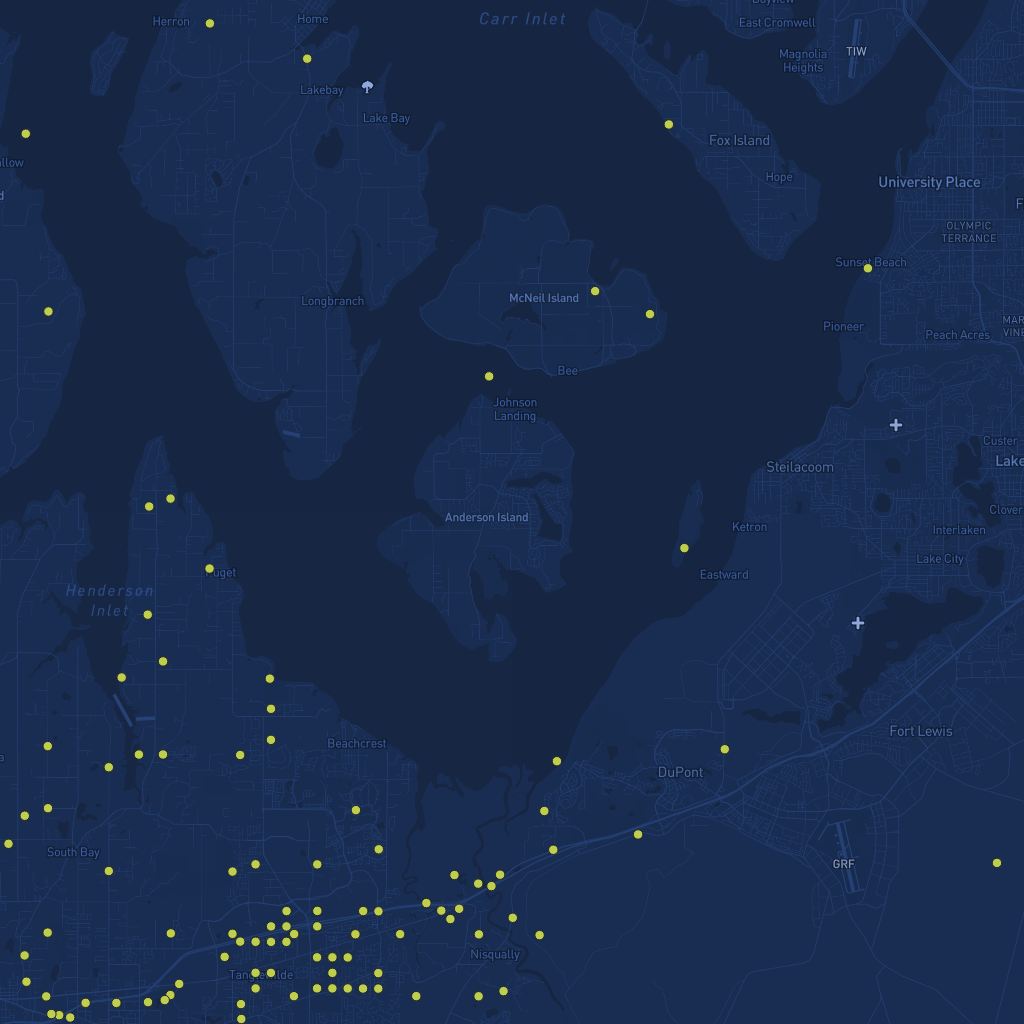 Bayview
Herron
Home
Carr Inlet
East Cromwell
Magnolia
Heights
TIW
Lakebay
Lake Bay
Fox Island
Hope
University Place
OLYMPIC
TERRANCE
Sunset Beach
McNeil Island
Longbranch
Pioneer
Peach Acres
Bee
Johnson
Landing
Steilacoom
Custer
Anderson Island
Ketron
Clover
Interlaken
Lake City
Eastward
Puget
Henderson
Inlet
Beachcrest
Fort Lewis
DuPont
South Bay
GRF
Nisqually
Tanglewilde